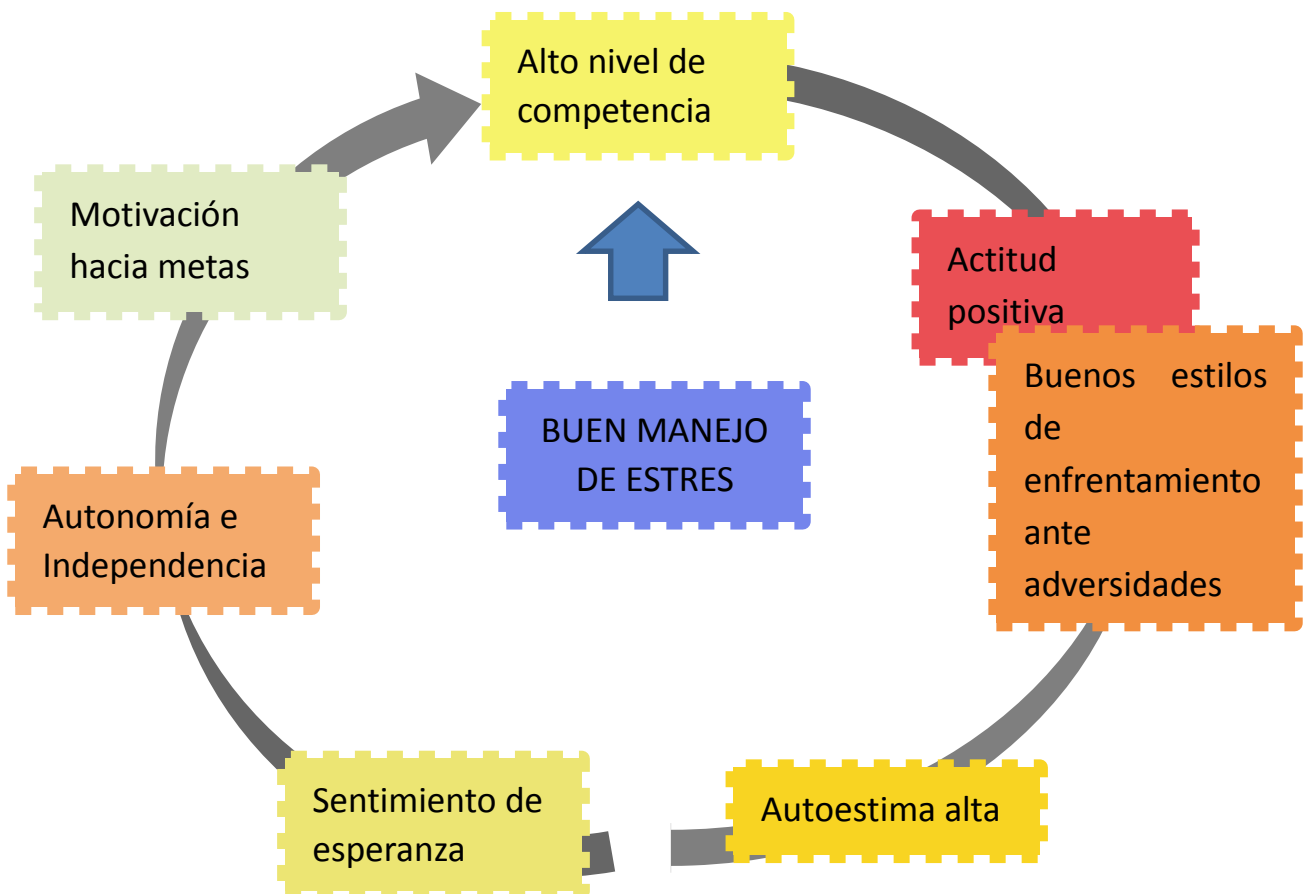 Alto nivel de
competencia
Actitud
positiva
Buenos estilos
de
enfrentamiento
ante
adversidades
Autoestima alta
Sentimiento de
esperanza
Autonomía e
Independencia
Motivación
hacia metas
BUEN MANEJO
DE ESTRES